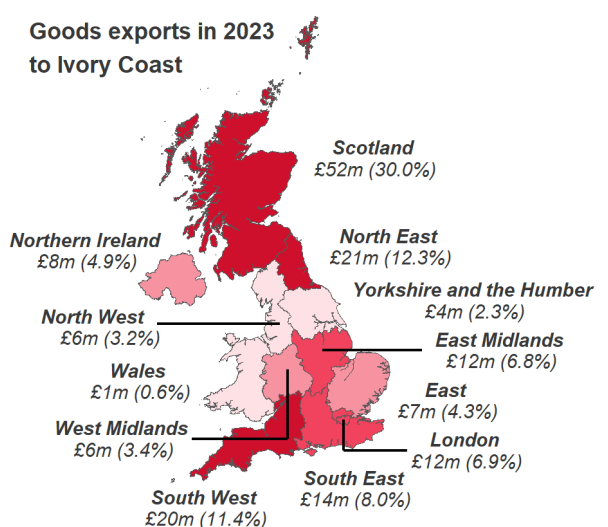 Goods exports in 2023
to Ivory Coast
Scotland
£52m (30.0%)
Northern Ireland
£8m (4.9%)
North East
£21m (12.3%)
Yorkshire and the Humber
£4m (2.3%)
North West
£6m (3.2%)
East Midlands
£12m (6.8%)
Wales
£1m (0.6%)
East
£7m (4.3%)
West Midlands
£6m (3.4%)
London
£12m (6.9%)
South East
£14m (8.0%)
South West
£20m (11.4%)